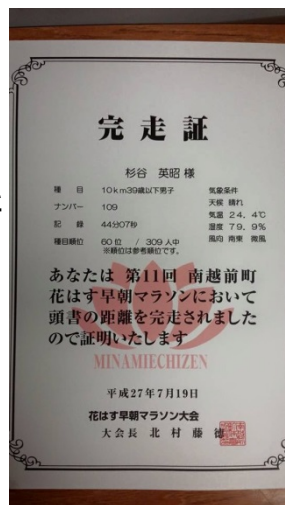 完走証
杉谷 英昭 様
種目 10km39歳以下男子
ナンバー 109
記録 44分07秒
種目順位 60位 / 309人中
※順位は参考順位です。
気象条件
天候 晴れ
気温 24.4℃
湿度 79.9%
風向 南東 微風
あなたは 第11回 南越前町
花はす早朝マラソンにおいて
頭書の距離を完走されました
ので証明いたします
MINAMIECHIZEN
平成27年7月19日
花はす早朝マラソン大会
大会長 北村藤徳